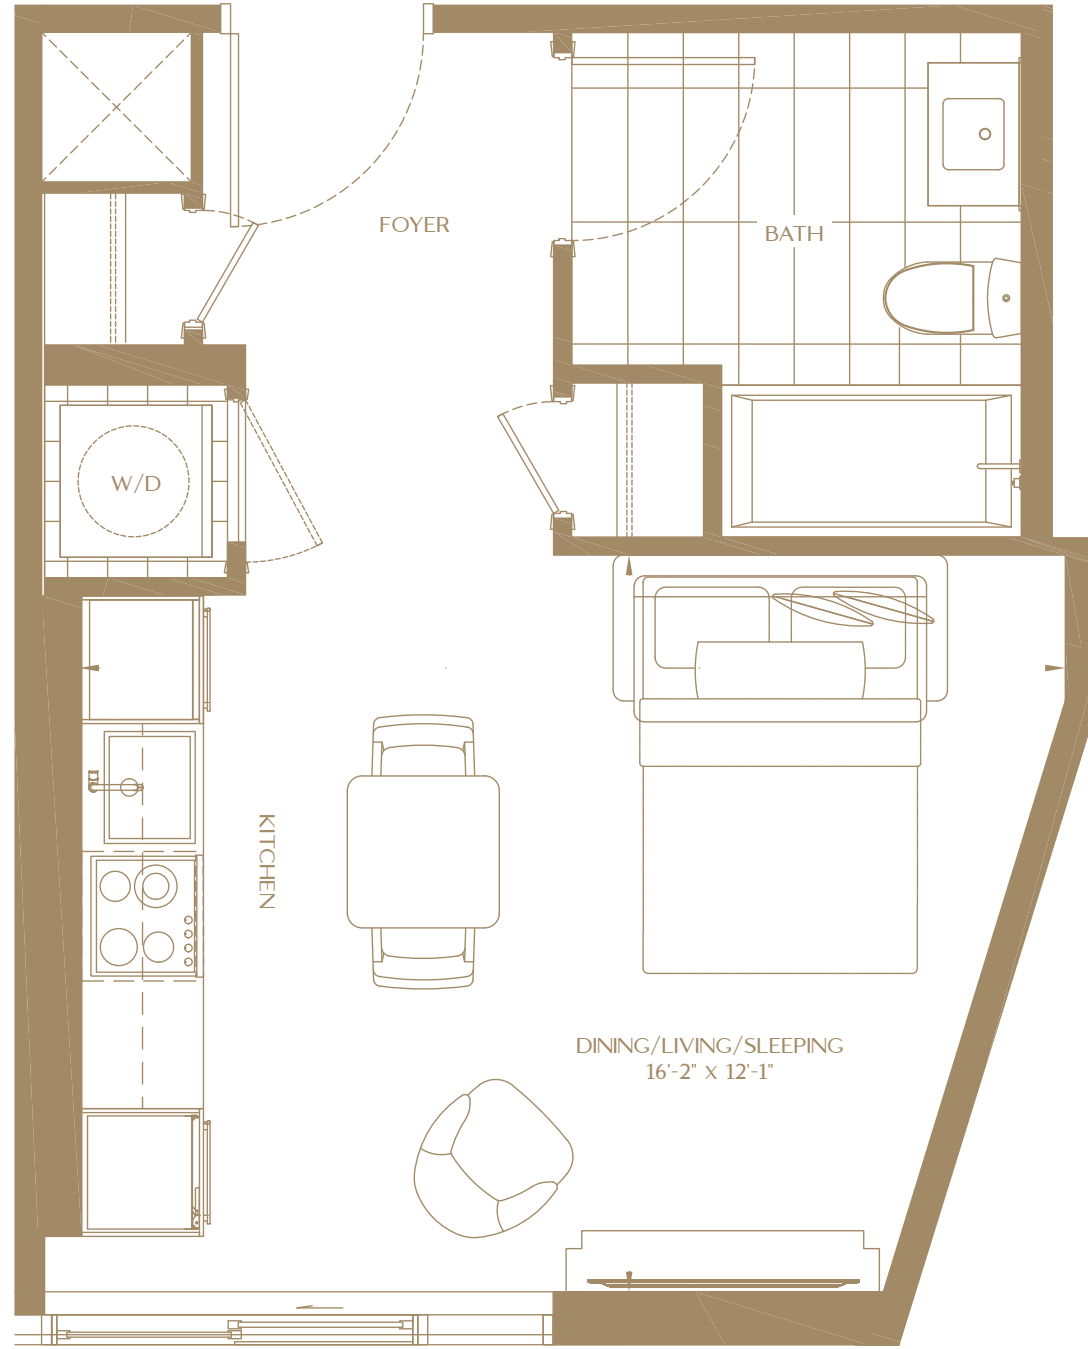 FOYER
BATH
W/D
KITCHEN
DINING/LIVING/SLEEPING
16'-2" X 12'-1"